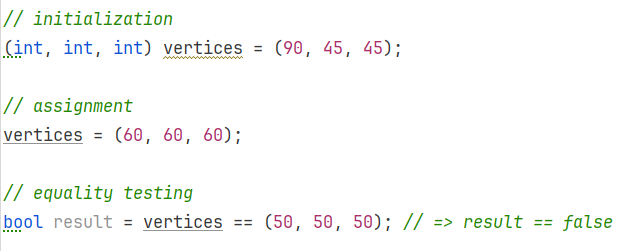 // initialization
(int, int, int) vertices = (90, 45, 45);
// assignment
vertices = (60, 60, 60);
// equality testing
bool result = vertices == (50, 50, 50); // => result == false